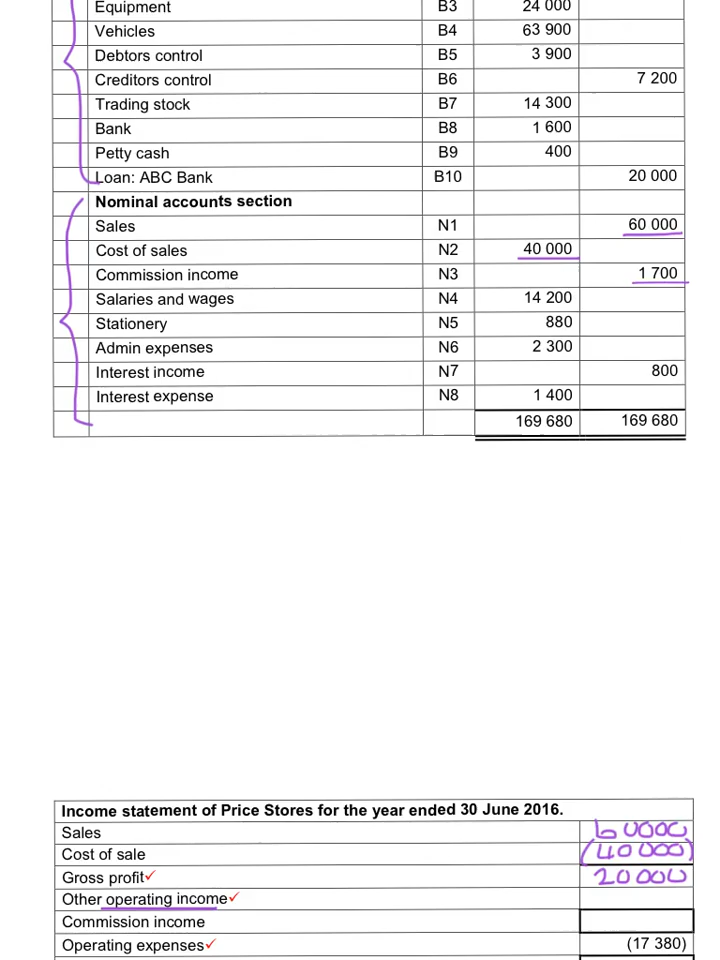 Equipment B3 24 000
Vehicles B4 63 900
Debtors control B5 3 900
Creditors control B6 7 200
Trading stock B7 14 300
Bank B8 1 600
Petty cash B9 400
Loan: ABC Bank B10 20 000
Nominal accounts section
Sales N1 60 000
Cost of sales N2 40 000
Commission income N3 1 700
Salaries and wages N4 14 200
Stationery N5 880
Admin expenses N6 2 300
Interest income N7 800
Interest expense N8 1 400
169 680 169 680
Income statement of Price Stores for the year ended 30 June 2016.
Sales 60000
Cost of sale (40 000)
Gross profit✓ 20 000
Other operating income✓
Commission income
Operating expenses✓ (17 380)